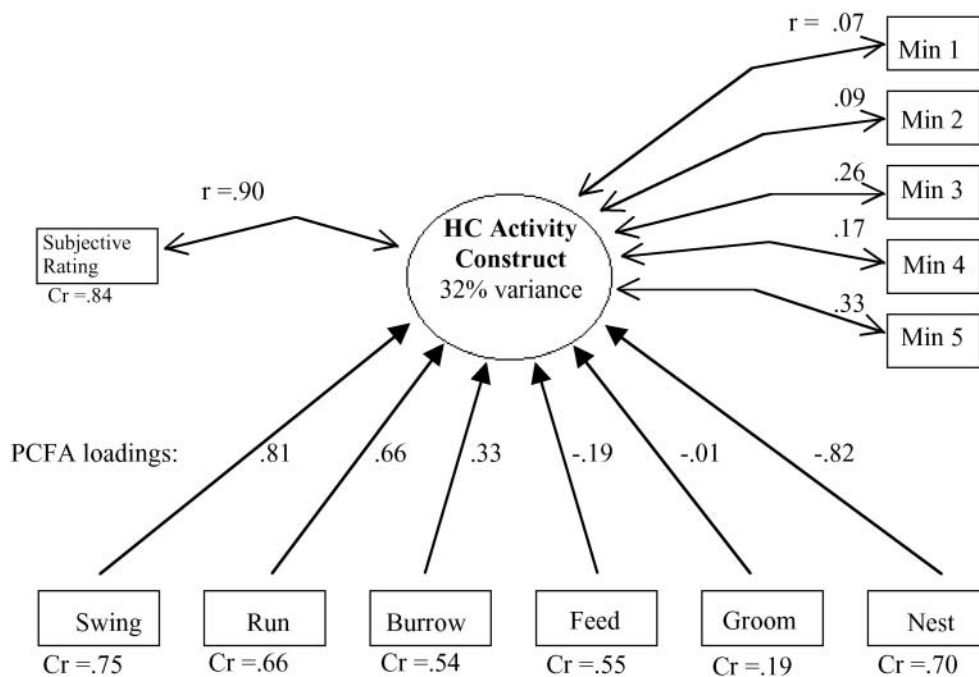 r = .07
Min 1
.09
Min 2
.26
Min 3
r =.90
HC Activity
Construct
32% variance
.17
Subjective
Rating
Min 4
Cr =.84
.33
Min 5
PCFA loadings:
.81
.66
.33
-.19
-.01
-.82
Swing
Run
Burrow
Feed
Groom
Nest
Cr =.75
Cr =.66
Cr =.54
Cr =.55
Cr =.19
Cr =.70